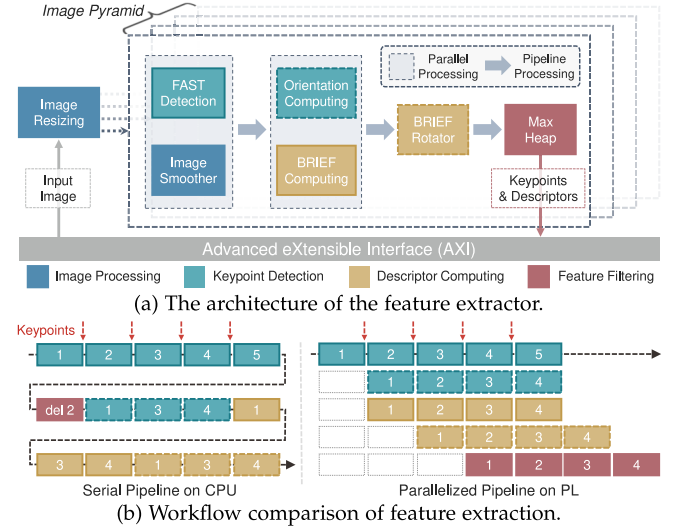 Image Pyramid
Parallel Processing
Pipeline Processing
FAST Detection
Orientation Computing
Image Resizing
BRIEF Rotator
Max Heap
Image Smoother
BRIEF Computing
Input Image
Keypoints & Descriptors
Advanced eXtensible Interface (AXI)
Image Processing
Keypoint Detection
Descriptor Computing
Feature Filtering
(a) The architecture of the feature extractor.
Keypoints
1 2 3 4 5
del 2 1 3 4 1
3 4 1 3 4
Serial Pipeline on CPU
1 2 3 4 5
1 2 3 4
1 2 3 4
1 2 3 4
1 2 3 4
Parallelized Pipeline on PL
(b) Workflow comparison of feature extraction.